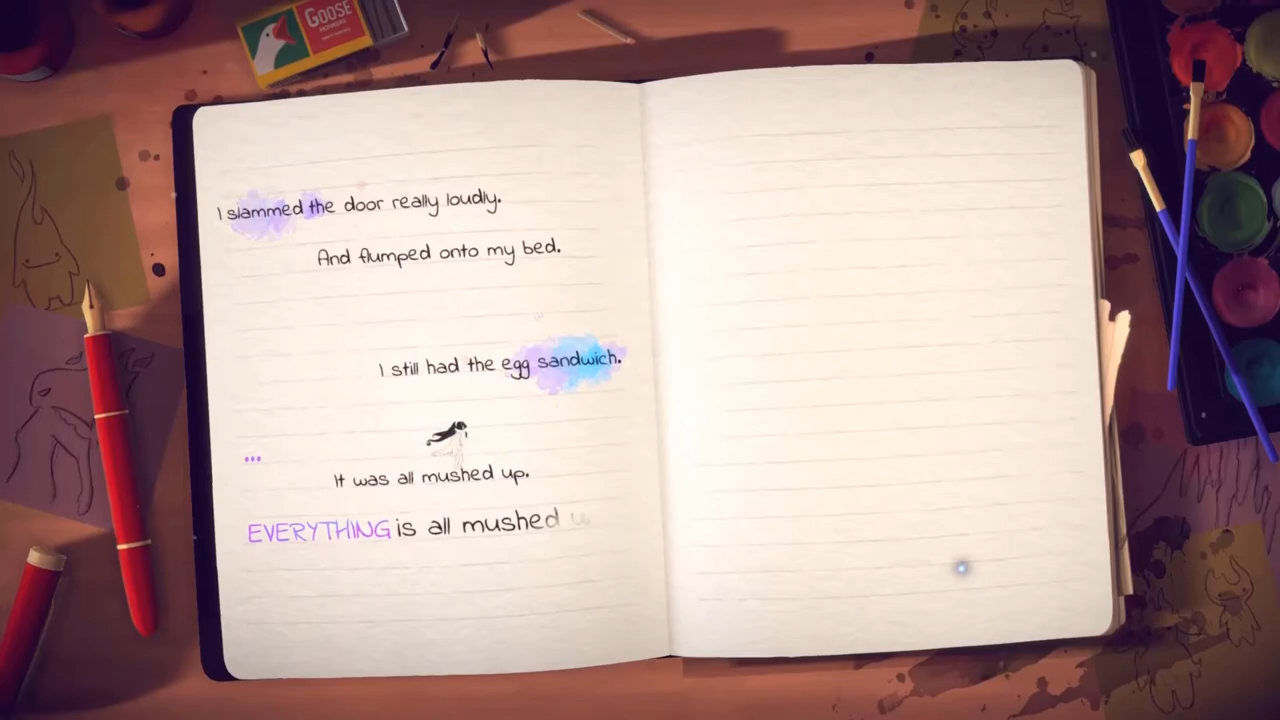 GOOSE
I slammed the door really loudly.
And flumped onto my bed.
I still had the egg sandwich.
...
It was all mushed up.
EVERYTHING is all mushed u